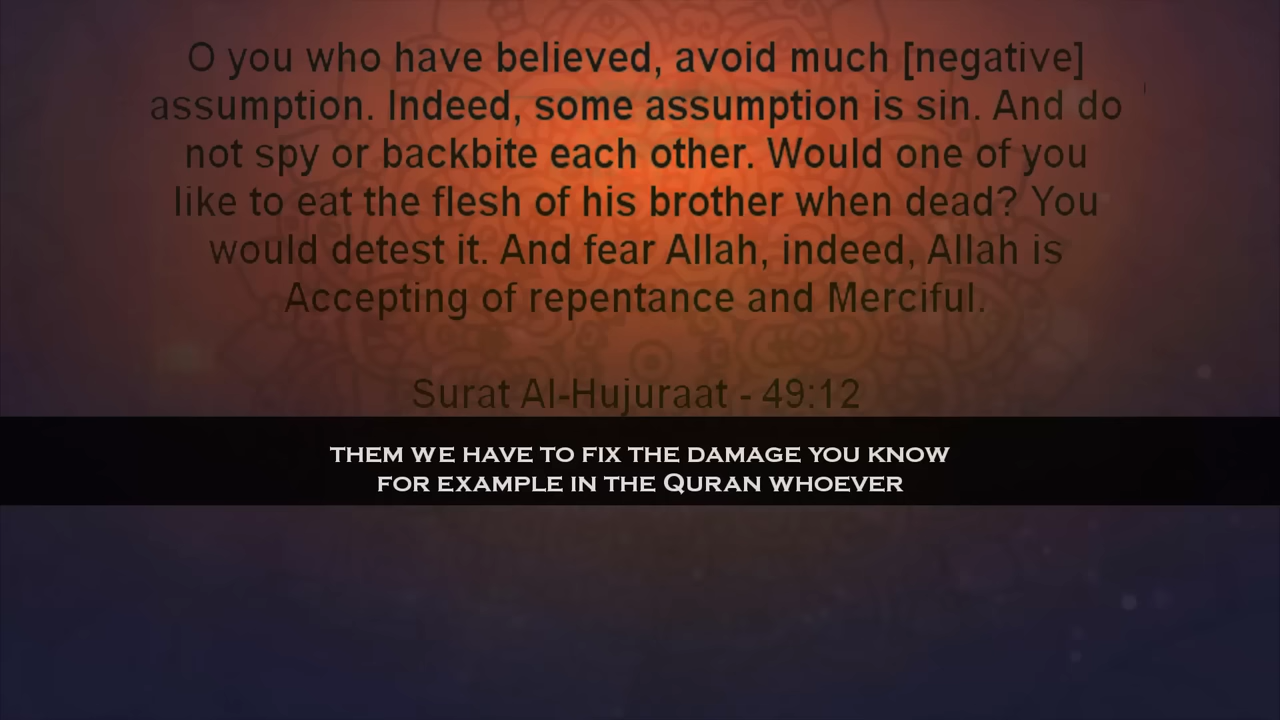 O you who have believed, avoid much [negative]
assumption. Indeed, some assumption is sin. And do
not spy or backbite each other. Would one of you
like to eat the flesh of his brother when dead? You
would detest it. And fear Allah, indeed, Allah is
Accepting of repentance and Merciful.
Surat Al-Hujuraat - 49:12
THEM WE HAVE TO FIX THE DAMAGE YOU KNOW
FOR EXAMPLE IN THE QURAN WHOEVER